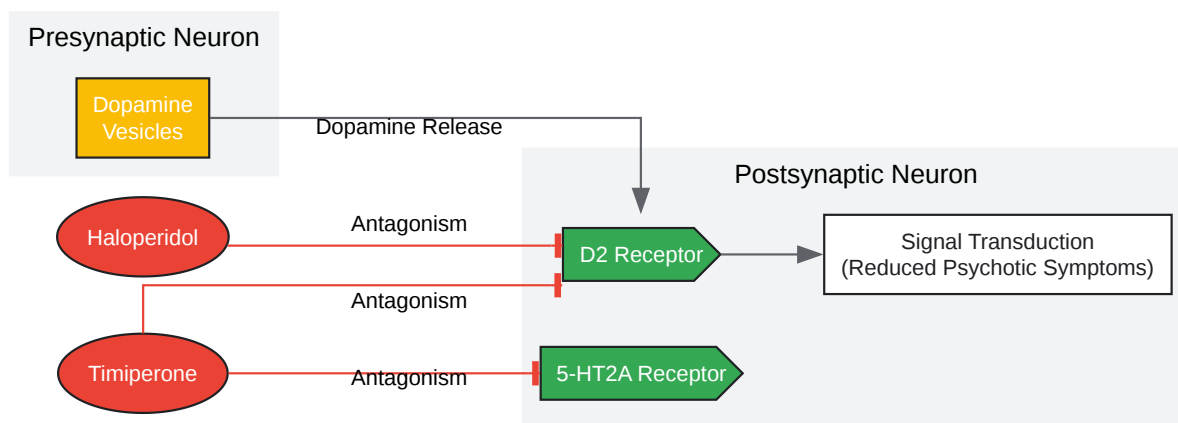 Presynaptic Neuron
Dopamine
Vesicles
Dopamine Release
Postsynaptic Neuron
Haloperidol
Antagonism
D2 Receptor
Signal Transduction
(Reduced Psychotic Symptoms)
Antagonism
Timiperone
Antagonism
5-HT2A Receptor